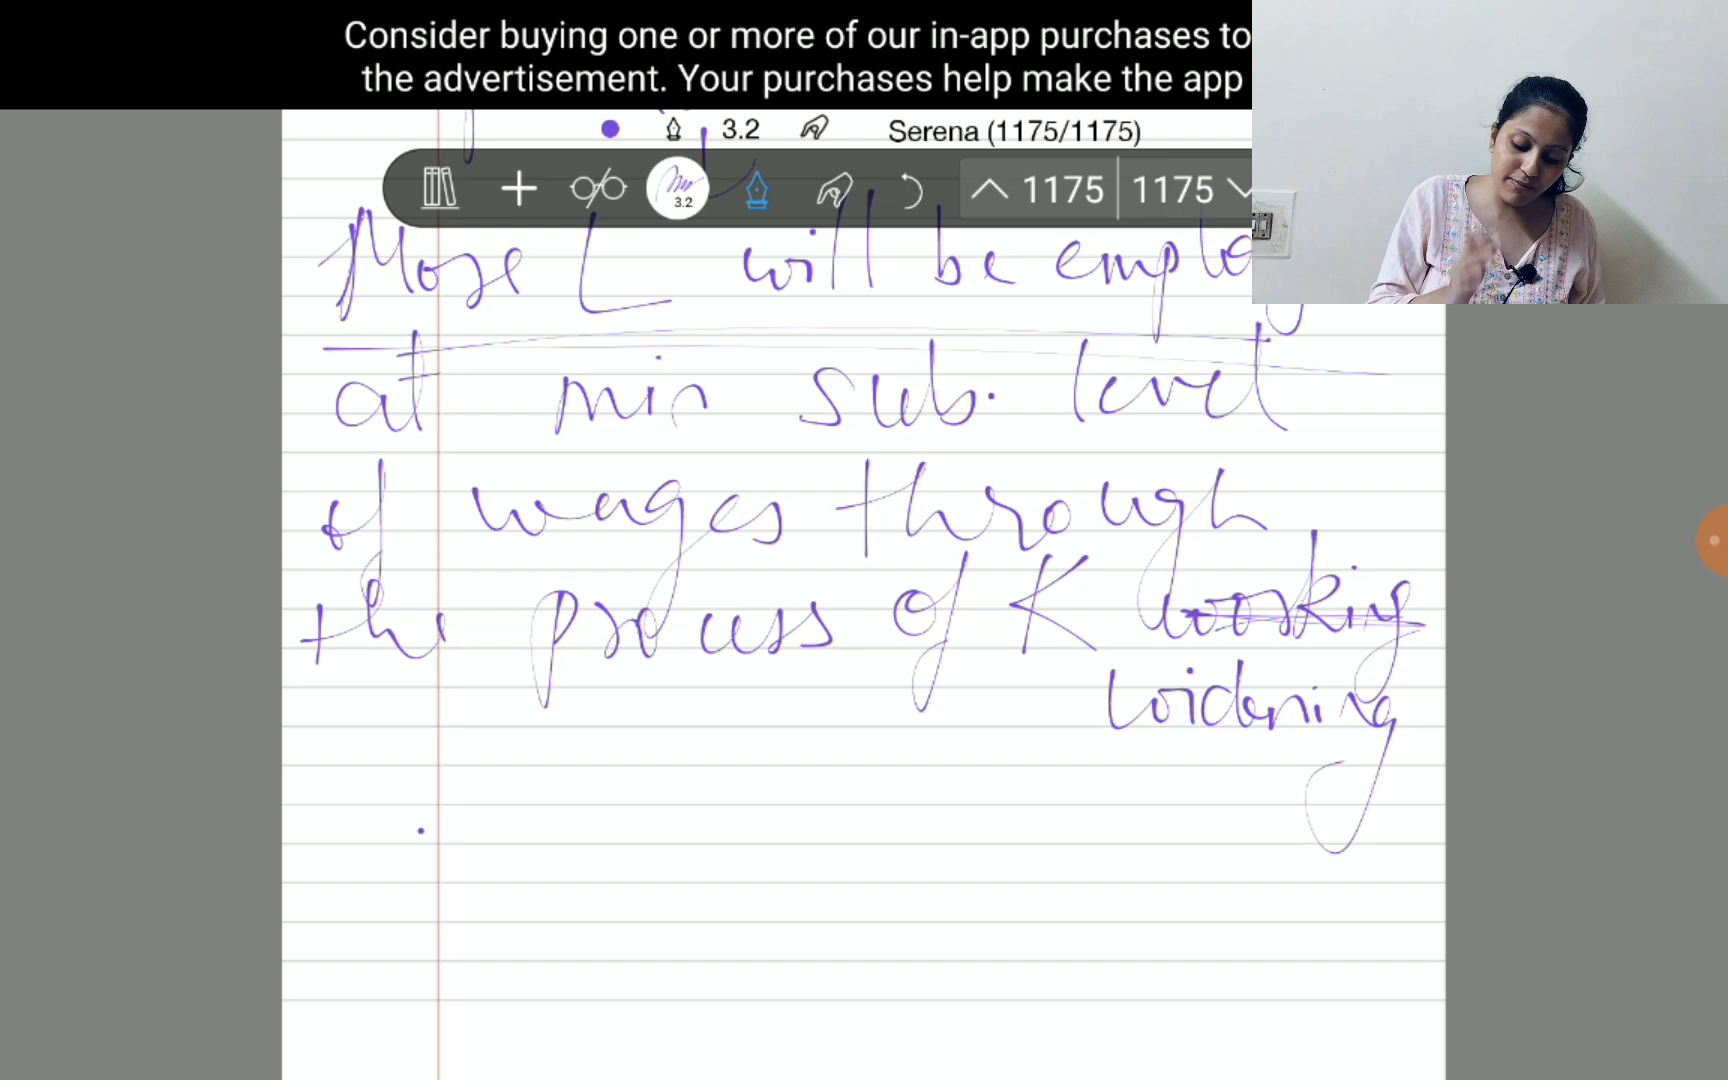 Consider buying one or more of our in-app purchases to
the advertisement. Your purchases help make the app
3.2 Serena (1175/1175)
3.2 1175 1175
More L will be emplo
at min sub. level
of wages through
the process of K working
widening